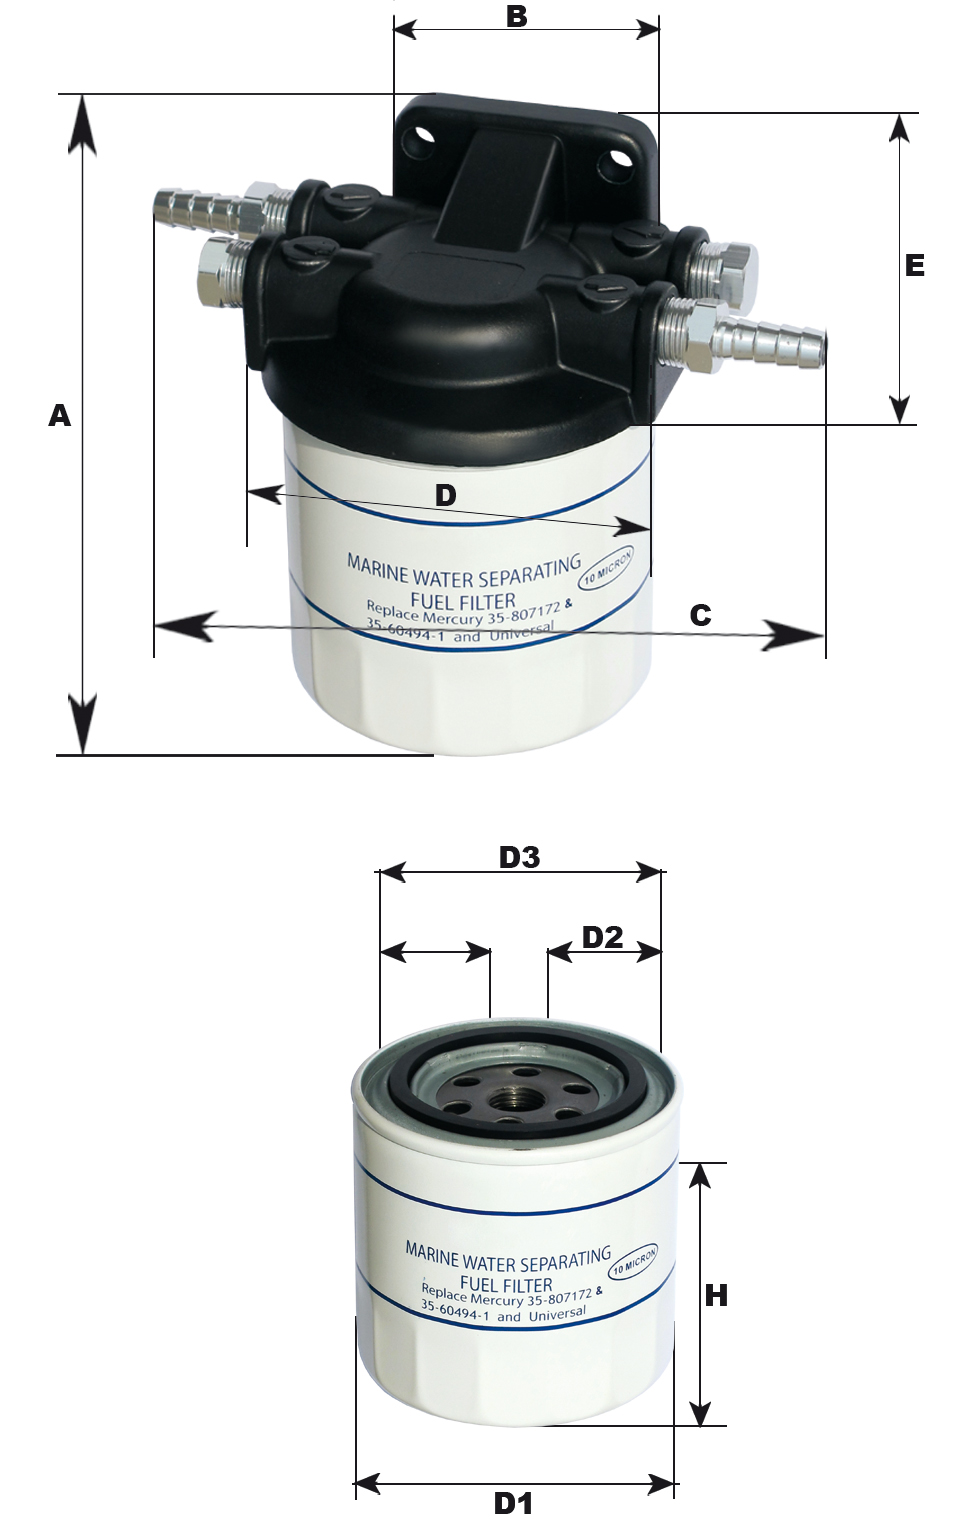 B
A
E
D
MARINE WATER SEPARATING
10 MICRON
FUEL FILTER
Replace Mercury 35-807172 &
35-60494-1 and Universal
C
D3
D2
MARINE WATER SEPARATING
10 MICRON
FUEL FILTER
Replace Mercury 35-807172 &
35-60494-1 and Universal
H
D1